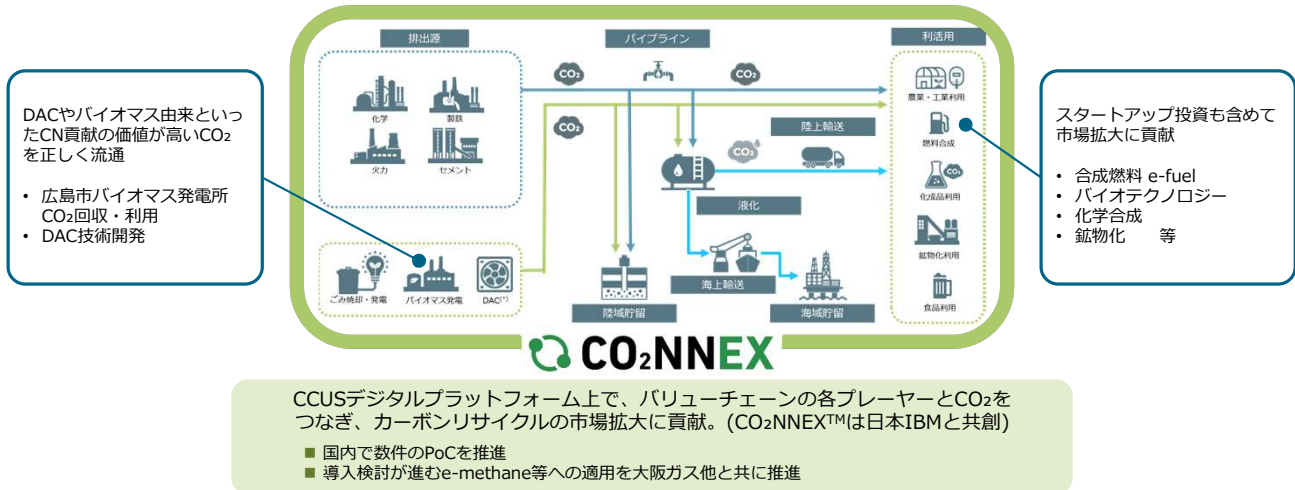 排出源
パイプライン
利活用
CO₂
CO₂
CO₂
化学
製鉄
火力
セメント
ごみ焼却・発電
バイオマス発電
DAC(*)
陸上輸送
CO₂
液化
海上輸送
陸域貯留
海域貯留
農業・工業利用
燃料合成
CO₂
化成品利用
鉱物化利用
食品利用
DACやバイオマス由来といっ
たCN貢献の価値が高いCO₂
を正しく流通
• 広島市バイオマス発電所
CO₂回収・利用
• DAC技術開発
スタートアップ投資も含めて
市場拡大に貢献
• 合成燃料 e-fuel
• バイオテクノロジー
• 化学合成
• 鉱物化 等
CO₂NNEX
CCUSデジタルプラットフォーム上で、バリューチェーンの各プレーヤーとCO₂を
つなぎ、カーボンリサイクルの市場拡大に貢献。(CO₂NNEX™は日本IBMと共創)
■ 国内で数件のPoCを推進
■ 導入検討が進むe-methane等への適用を大阪ガス他と共に推進